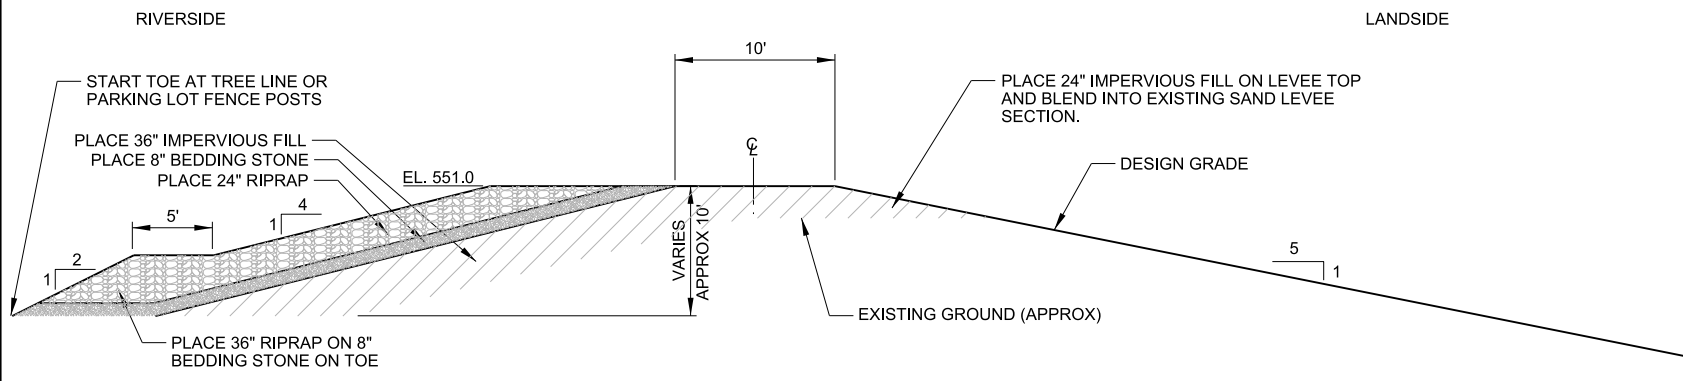 RIVERSIDE
LANDSIDE
10'
START TOE AT TREE LINE OR
PARKING LOT FENCE POSTS
PLACE 24" IMPERVIOUS FILL ON LEVEE TOP
AND BLEND INTO EXISTING SAND LEVEE
SECTION.
PLACE 36" IMPERVIOUS FILL
PLACE 8" BEDDING STONE
PLACE 24" RIPRAP
℄
DESIGN GRADE
EL. 551.0
5'
4
1
2
1
VARIES
APPROX 10'
5
1
EXISTING GROUND (APPROX)
PLACE 36" RIPRAP ON 8"
BEDDING STONE ON TOE